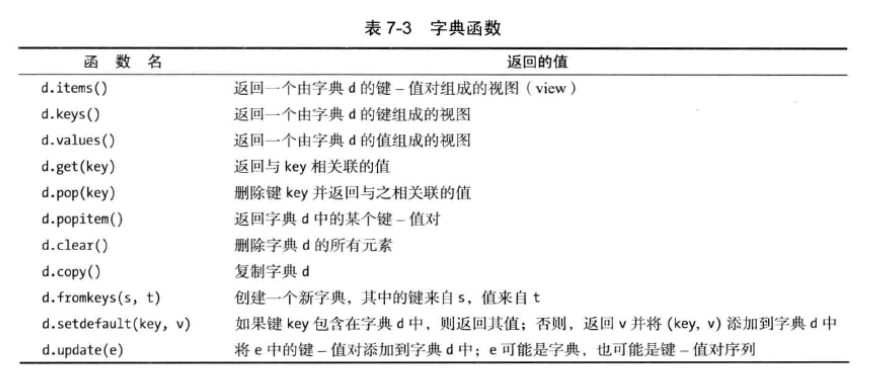 表 7-3 字典函数
函 数 名 返回的值
d.items() 返回一个由字典 d 的键－值对组成的视图（view）
d.keys() 返回一个由字典 d 的键组成的视图
d.values() 返回一个由字典 d 的值组成的视图
d.get(key) 返回与 key 相关联的值
d.pop(key) 删除键 key 并返回与之相关联的值
d.popitem() 返回字典 d 中的某个键－值对
d.clear() 删除字典 d 的所有元素
d.copy() 复制字典 d
d.fromkeys(s, t) 创建一个新字典，其中的键来自 s，值来自 t
d.setdefault(key, v) 如果键 key 包含在字典 d 中，则返回其值；否则，返回 v 并将 (key, v) 添加到字典 d 中
d.update(e) 将 e 中的键－值对添加到字典 d 中；e 可能是字典，也可能是键－值对序列